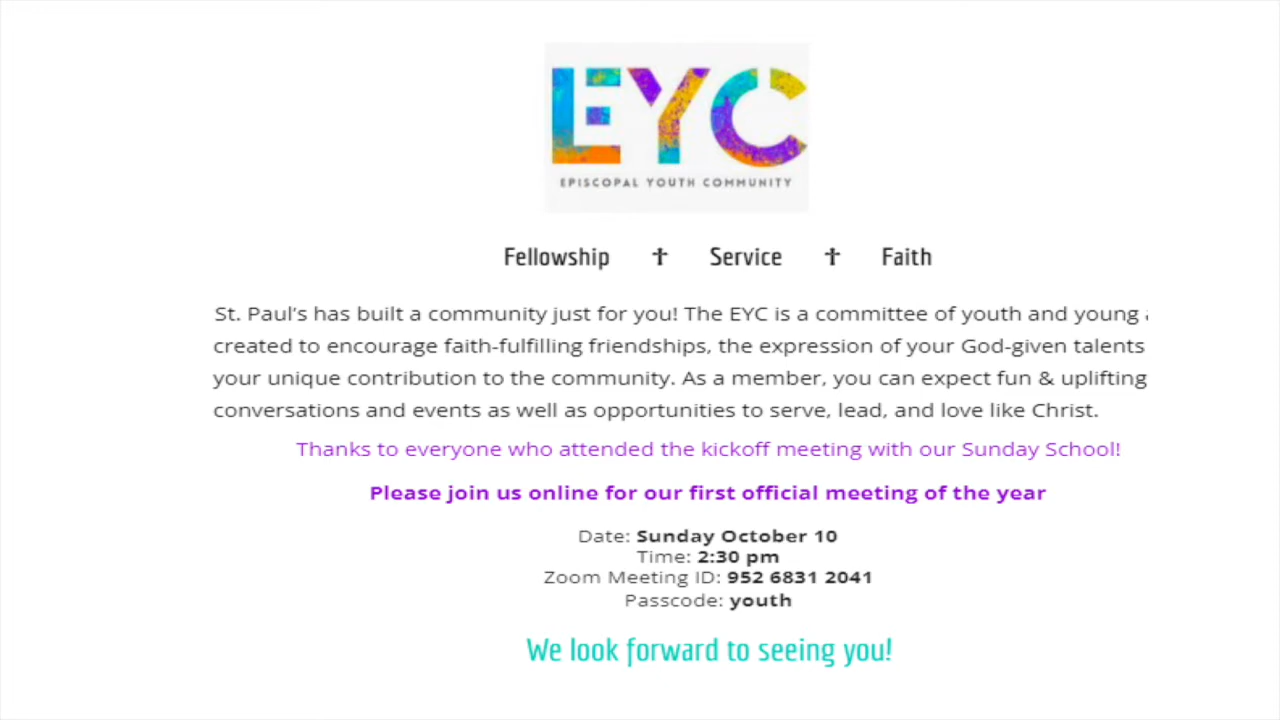 EYC
EPISCOPAL YOUTH COMMUNITY
Fellowship ✝ Service ✝ Faith
St. Paul's has built a community just for you! The EYC is a committee of youth and young
created to encourage faith-fulfilling friendships, the expression of your God-given talents
your unique contribution to the community. As a member, you can expect fun & uplifting
conversations and events as well as opportunities to serve, lead, and love like Christ.
Thanks to everyone who attended the kickoff meeting with our Sunday School!
Please join us online for our first official meeting of the year
Date: Sunday October 10
Time: 2:30 pm
Zoom Meeting ID: 952 6831 2041
Passcode: youth
We look forward to seeing you!